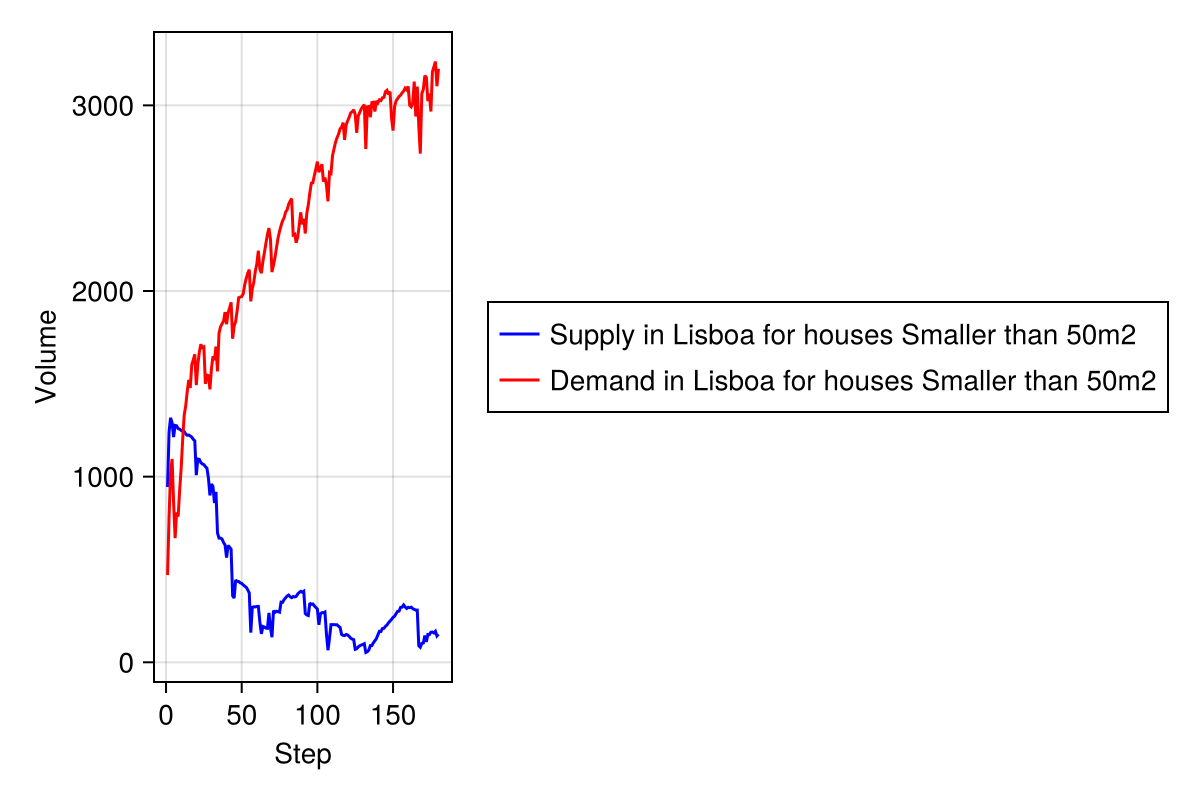 Volume
3000
2000
1000
0
0 50 100 150
Step
Supply in Lisboa for houses Smaller than 50m2
Demand in Lisboa for houses Smaller than 50m2